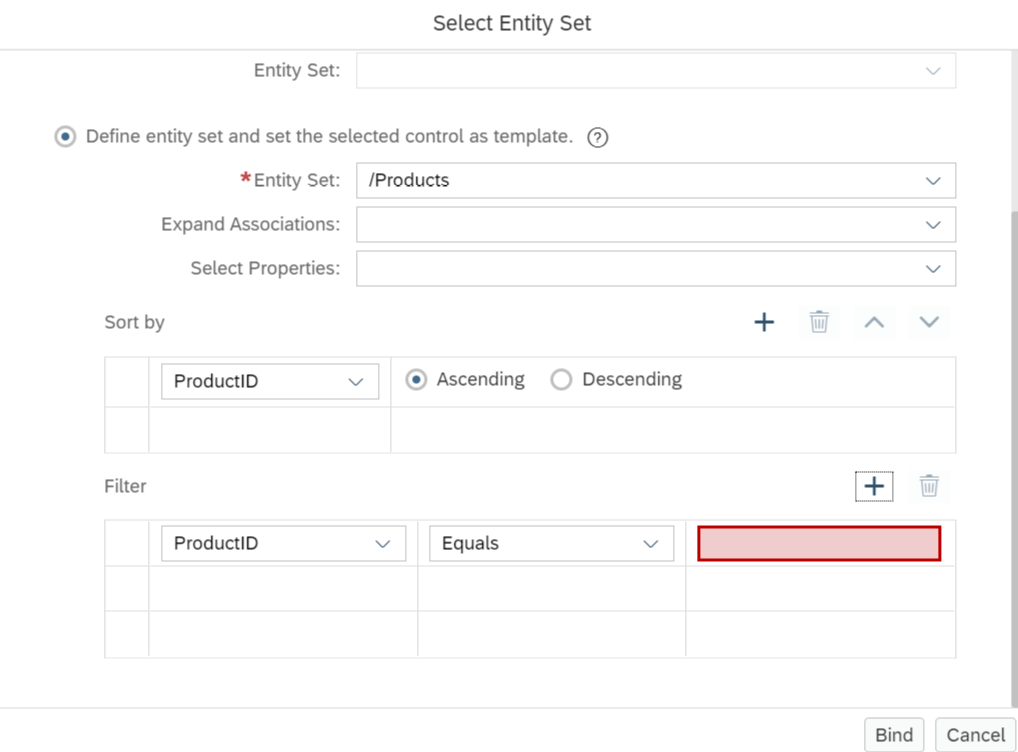 Select Entity Set
Entity Set:
Define entity set and set the selected control as template. ?
*Entity Set: /Products
Expand Associations:
Select Properties:
Sort by
ProductID Ascending Descending
Filter
ProductID Equals
Bind Cancel